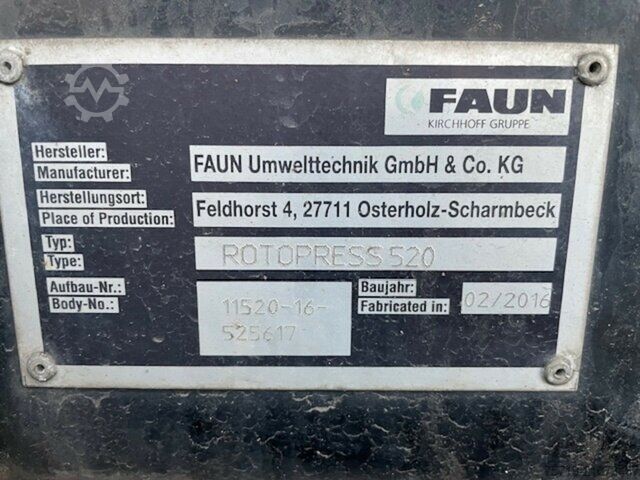 FAUN
KIRCHHOFF GRUPPE
Hersteller:
Manufacturer:
FAUN Umwelttechnik GmbH & Co. KG
Herstellungsort:
Place of Production:
Feldhorst 4, 27711 Osterholz-Scharmbeck
Typ:
Type:
ROTOPRESS 520
Aufbau-Nr.:
Body-No.:
11520-16-
525617
Baujahr:
Fabricated in:
02/2016